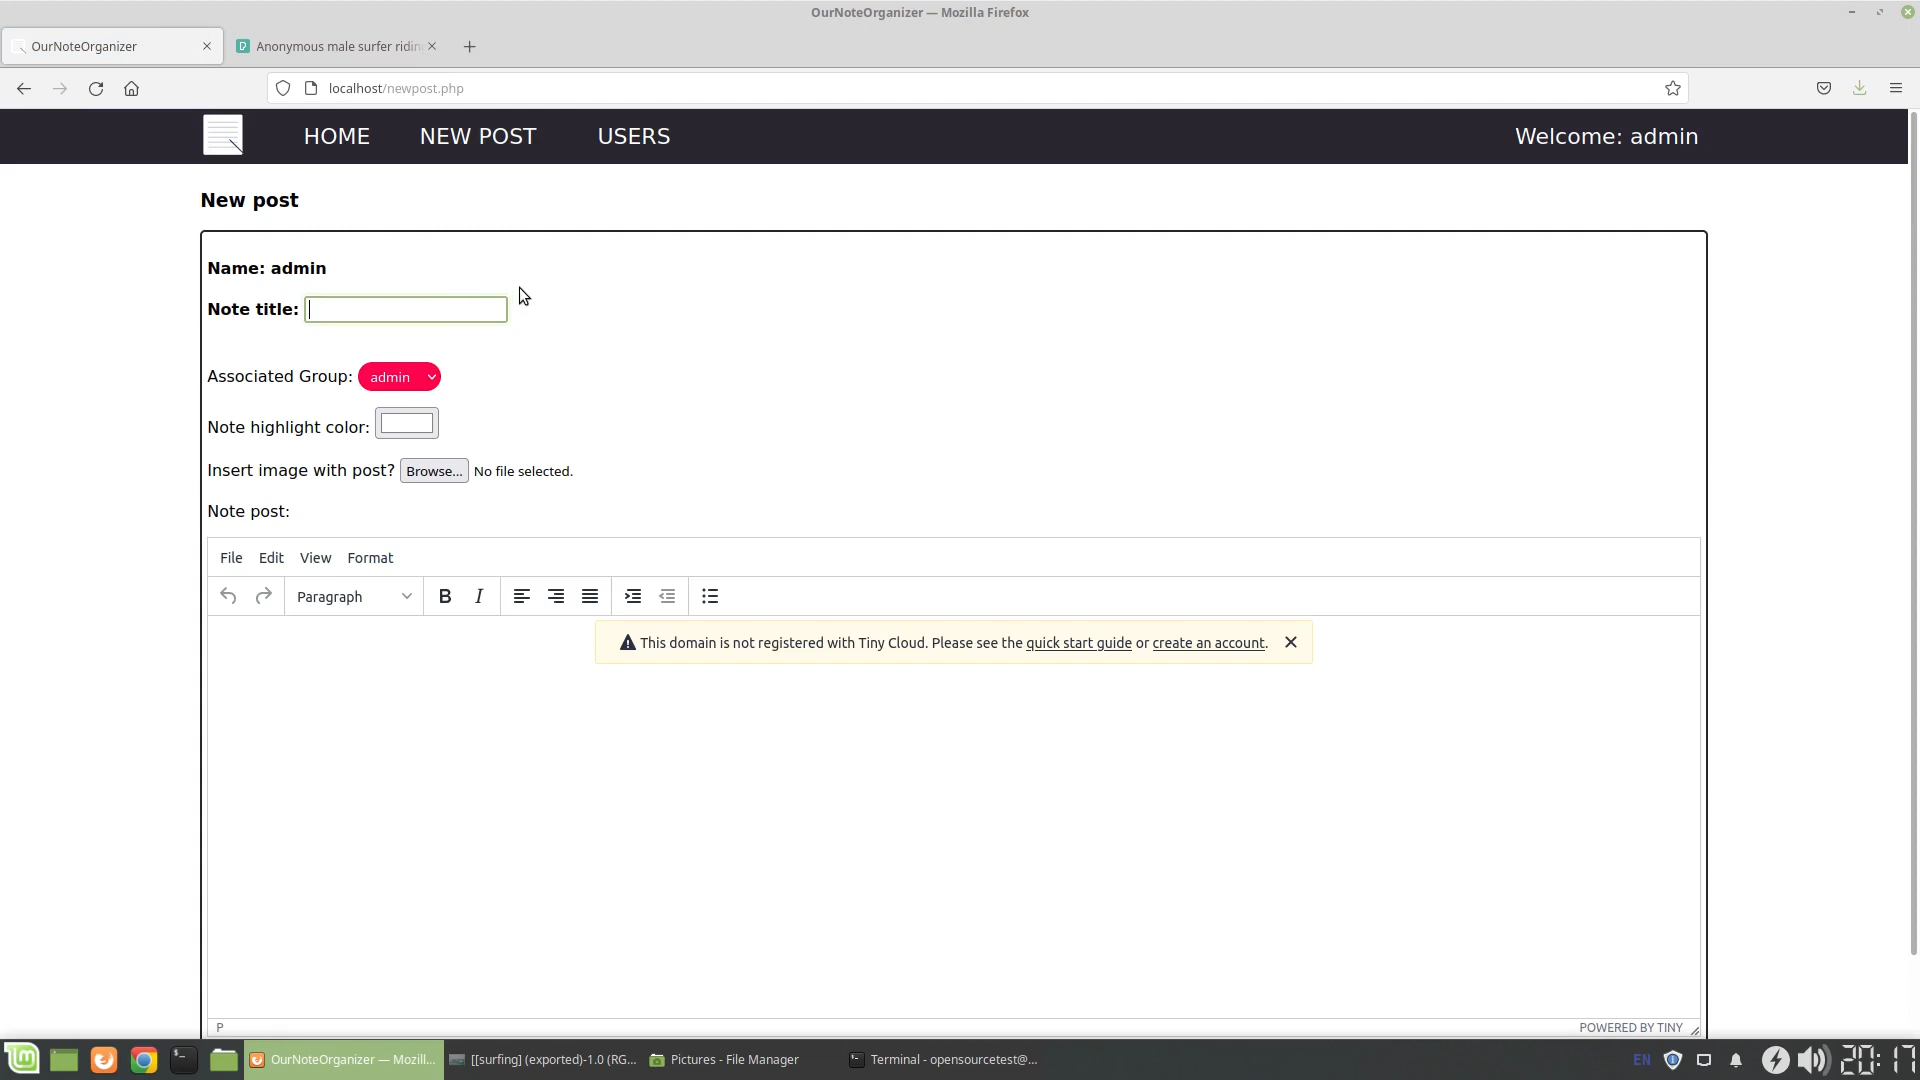 OurNoteOrganizer — Mozilla Firefox
OurNoteOrganizer
Anonymous male surfer ridin
localhost/newpost.php
HOME
NEW POST
USERS
Welcome: admin
New post
Name: admin
Note title:
Associated Group: admin
Note highlight color:
Insert image with post? Browse... No file selected.
Note post:
File Edit View Format
Paragraph B I
This domain is not registered with Tiny Cloud. Please see the quick start guide or create an account.
P
POWERED BY TINY
OurNoteOrganizer — Mozill...
[[surfing] (exported)-1.0 (RG...
Pictures - File Manager
Terminal - opensourcetest@...
EN
20:17